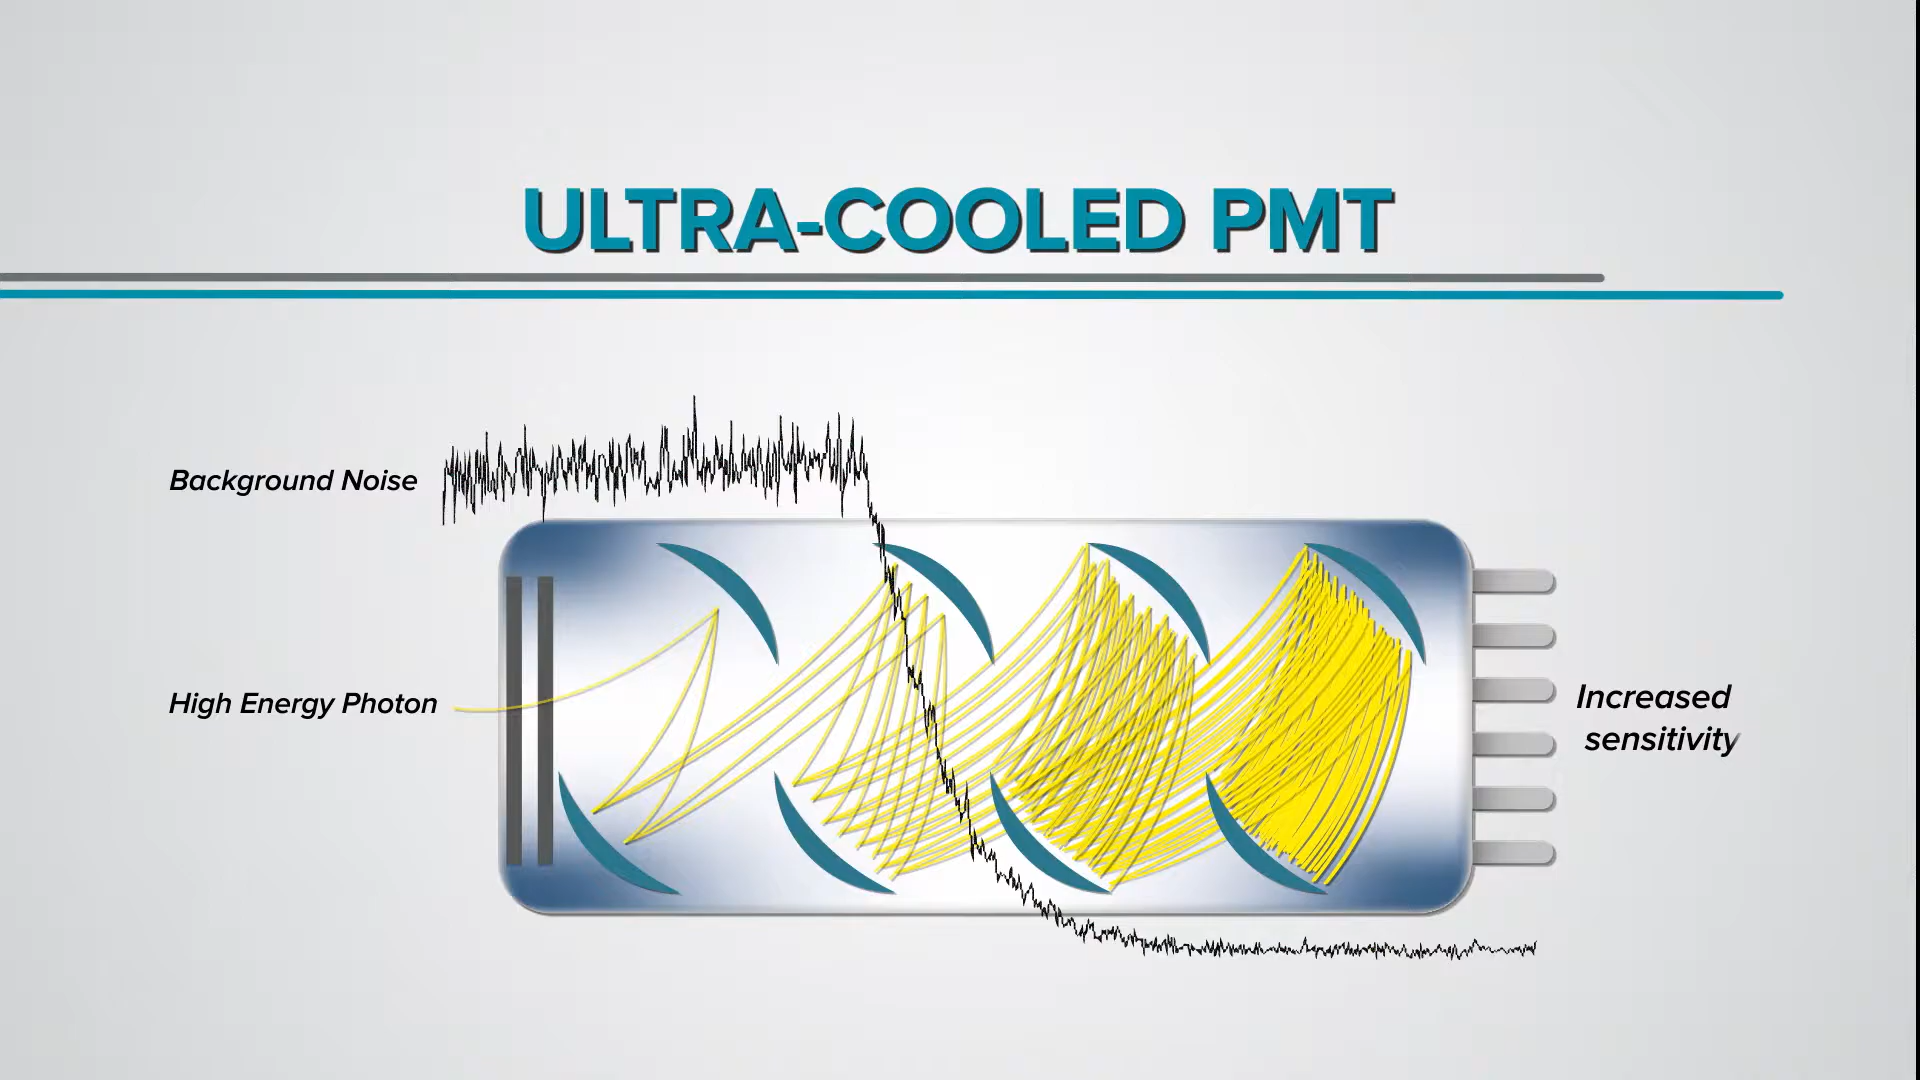 ULTRA-COOLED PMT
Background Noise
High Energy Photon
Increased
sensitivity